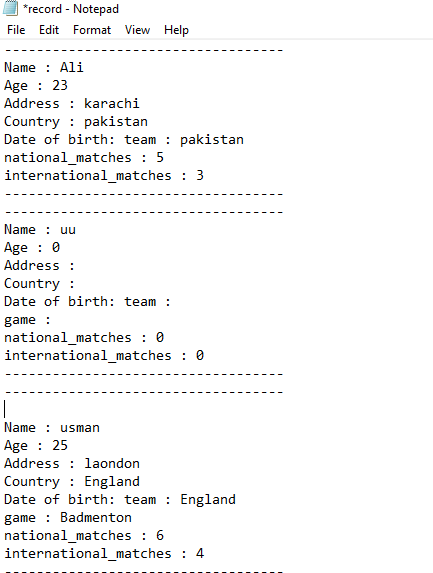 *record - Notepad
File Edit Format View Help
-----------------------------------
Name : Ali
Age : 23
Address : karachi
Country : pakistan
Date of birth: team : pakistan
national_matches : 5
international_matches : 3
-----------------------------------
-----------------------------------
Name : uu
Age : 0
Address :
Country :
Date of birth: team :
game :
national_matches : 0
international_matches : 0
-----------------------------------
-----------------------------------
Name : usman
Age : 25
Address : laondon
Country : England
Date of birth: team : England
game : Badmenton
national_matches : 6
international_matches : 4
-----------------------------------